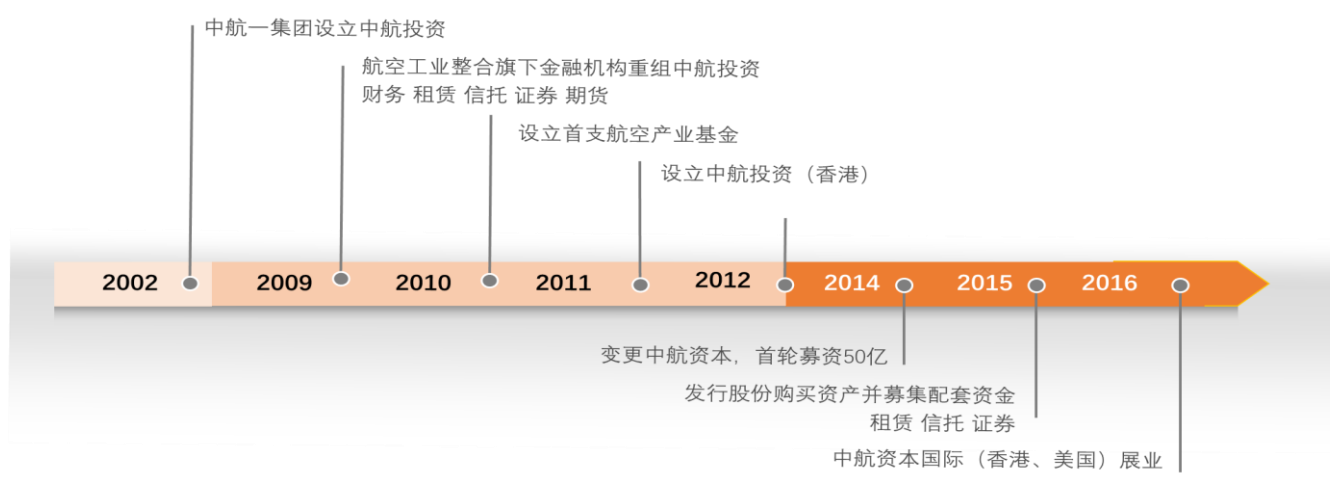 中航一集团设立中航投资
航空工业整合旗下金融机构重组中航投资
财务 租赁 信托 证券 期货
设立首支航空产业基金
设立中航投资（香港）
2002 2009 2010 2011 2012 2014 2015 2016
变更中航资本，首轮募资50亿
发行股份购买资产并募集配套资金
租赁 信托 证券
中航资本国际（香港、美国）展业